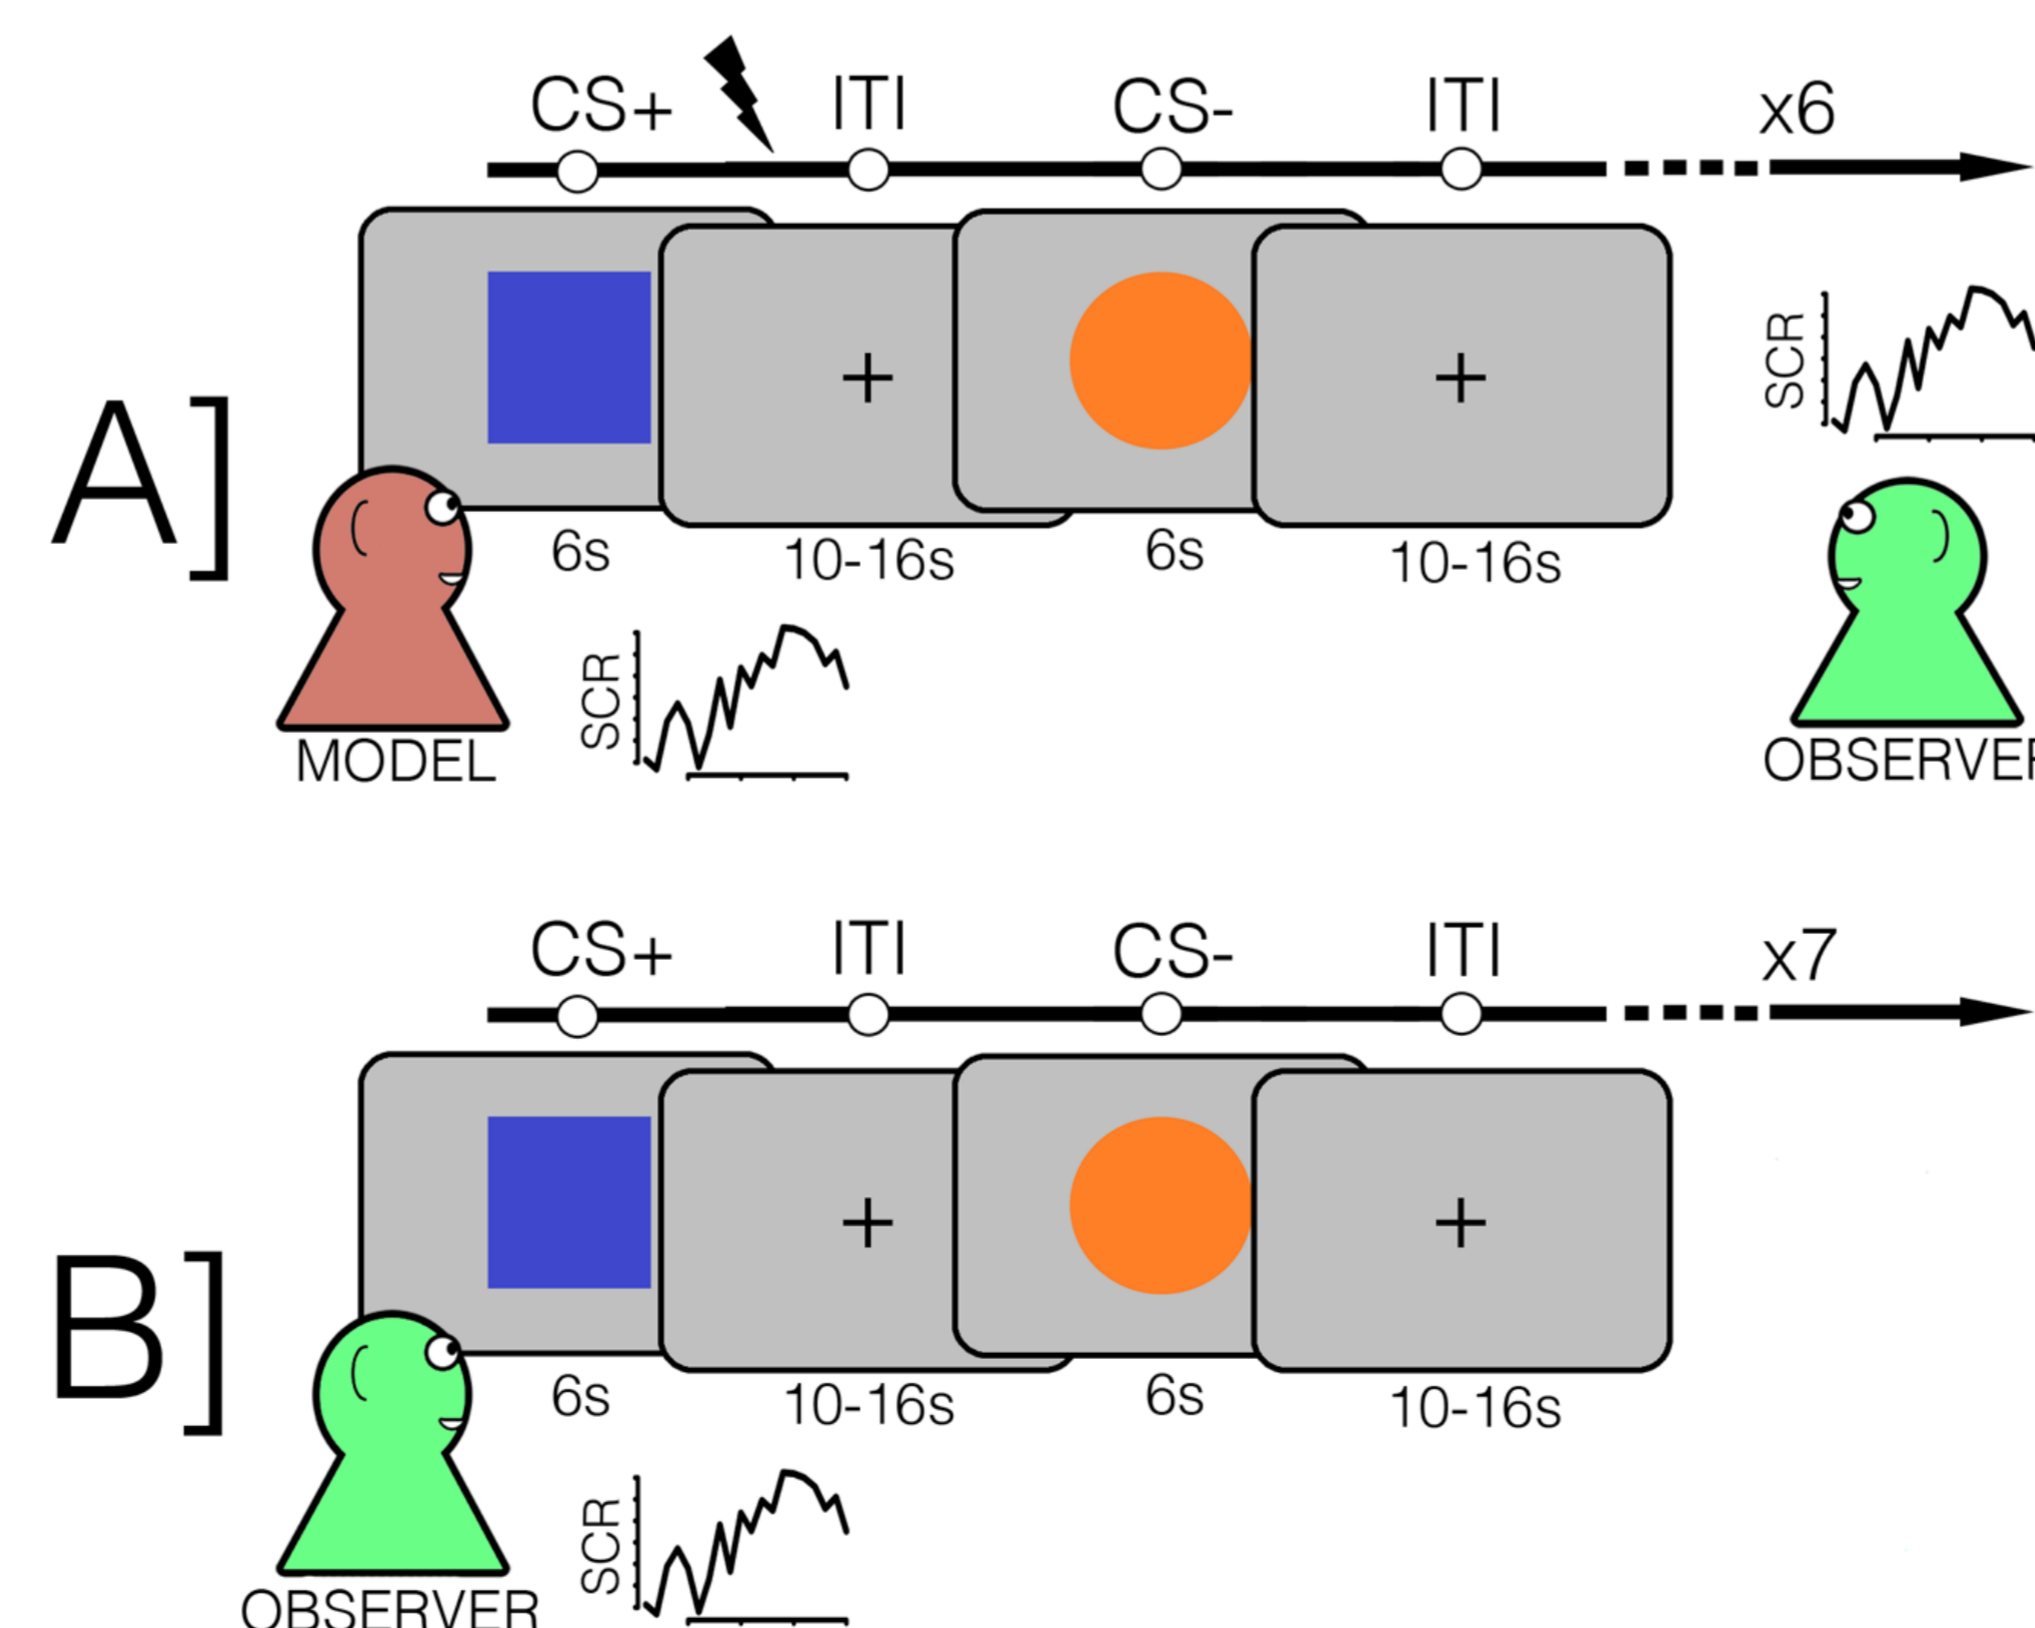 CS+ ITI CS- ITI x6
A]
SCR
6s 10-16s 6s 10-16s
SCR
MODEL
OBSERVER
CS+ ITI CS- ITI x7
B]
6s 10-16s 6s 10-16s
SCR
OBSERVER